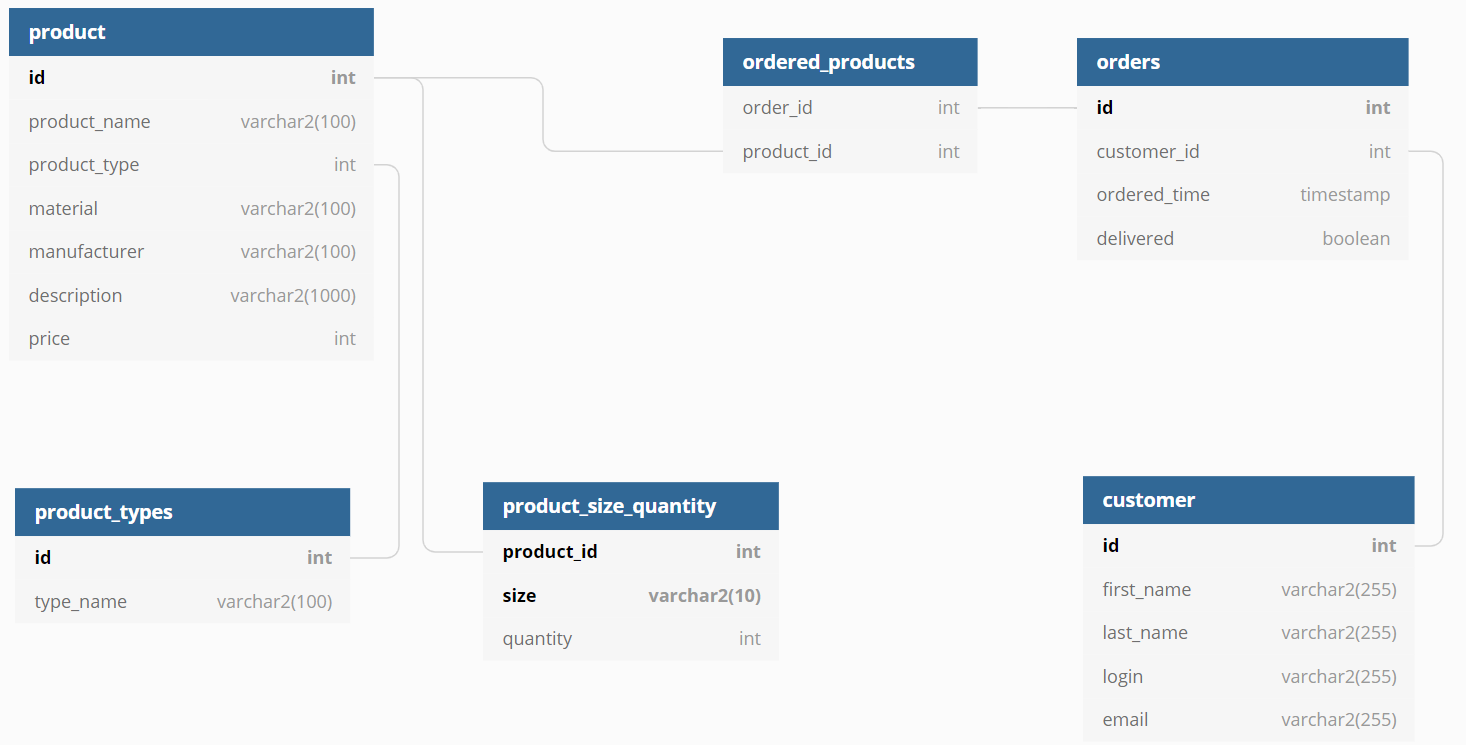 product
id int
product_name varchar2(100)
product_type int
material varchar2(100)
manufacturer varchar2(100)
description varchar2(1000)
price int
ordered_products
order_id int
product_id int
orders
id int
customer_id int
ordered_time timestamp
delivered boolean
product_types
id int
type_name varchar2(100)
product_size_quantity
product_id int
size varchar2(10)
quantity int
customer
id int
first_name varchar2(255)
last_name varchar2(255)
login varchar2(255)
email varchar2(255)